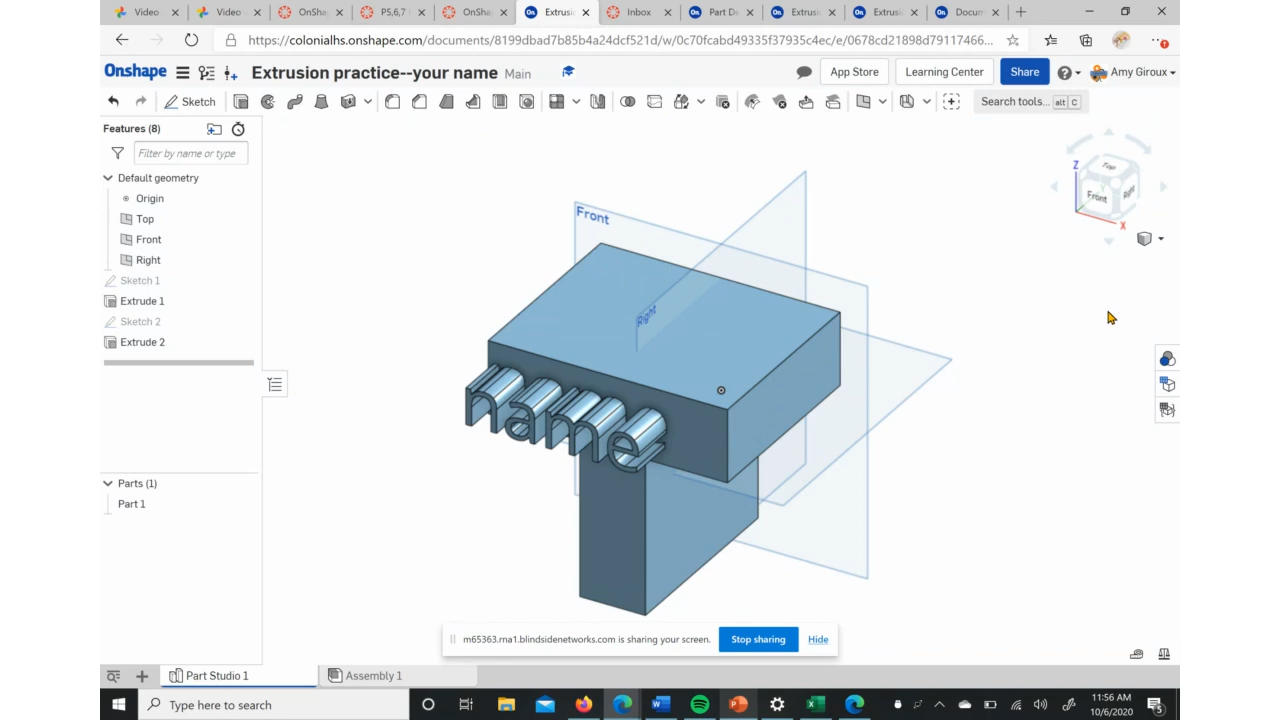 Video
Video
OnSha
P5,6,7
OnSha
Extrusi
Inbox
Part De
Extrusi
Extrusi
Docum
https://colonialhs.onshape.com/documents/8199dbad7b85b4a24dcf521d/w/0c70fcabd49335f37935c4ec/e/0678cd21898d79117466...
Onshape
Extrusion practice--your name Main
App Store
Learning Center
Share
Amy Giroux
Sketch
Search tools... alt C
Features (8)
Filter by name or type
Default geometry
Origin
Top
Front
Right
Sketch 1
Extrude 1
Sketch 2
Extrude 2
Parts (1)
Part 1
Front
Right
name
Z
Top
Front
Right
X
m65363.rna1.blindsidenetworks.com is sharing your screen.
Stop sharing
Hide
Part Studio 1
Assembly 1
Type here to search
11:56 AM
10/6/2020
5